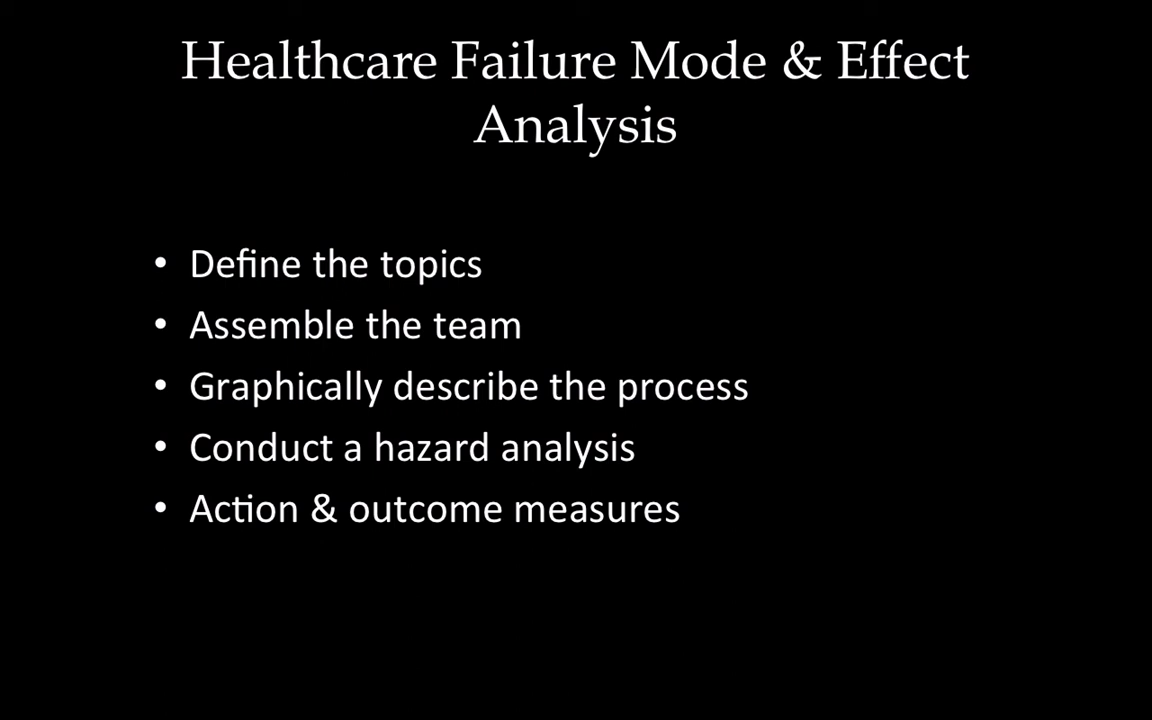 Healthcare Failure Mode & Effect
Analysis
• Define the topics
• Assemble the team
• Graphically describe the process
• Conduct a hazard analysis
• Action & outcome measures